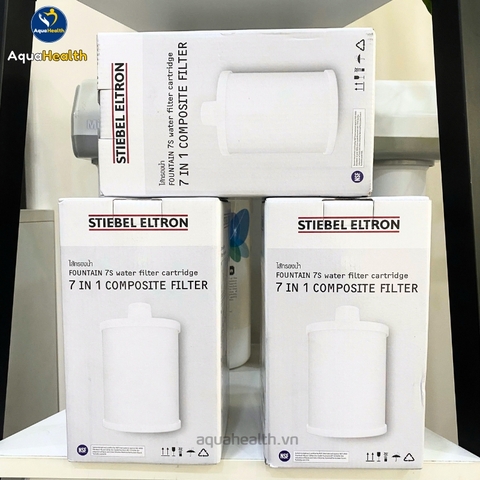 AquaHealth
AquaHealth
STIEBEL ELTRON
ไส้กรองน้ำ
FOUNTAIN 7S water filter cartridge
7 IN 1 COMPOSITE FILTER
NSF
STIEBEL ELTRON
ไส้กรองน้ำ
FOUNTAIN 7S water filter cartridge
7 IN 1 COMPOSITE FILTER
NSF
STIEBEL ELTRON
ไส้กรองน้ำ
FOUNTAIN 7S water filter cartridge
7 IN 1 COMPOSITE FILTER
NSF
aquahealth.vn